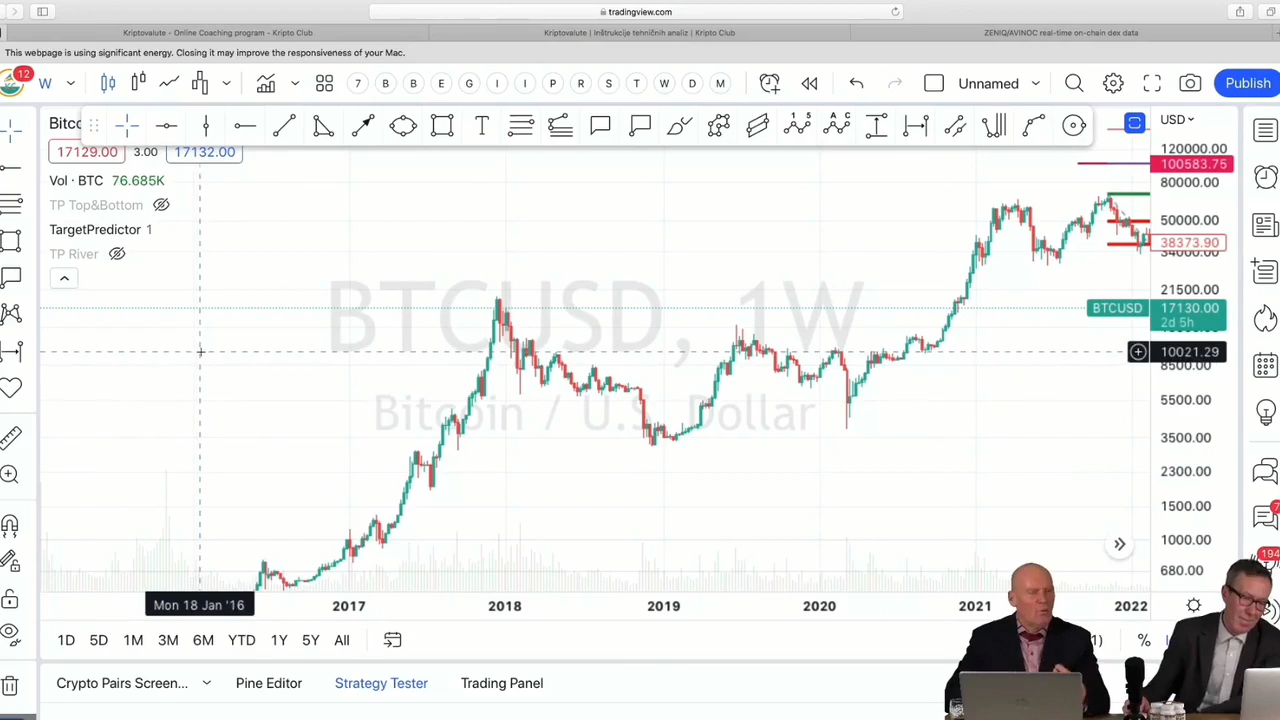 tradingview.com
Kriptovalute - Online Coaching program - Kripto Club
Kriptovalute | Inštrukcije tehničnih analiz | Kripto Club
ZENIQ/AVINOC real-time on-chain dex data
This webpage is using significant energy. Closing it may improve the responsiveness of your Mac.
12 W 7 B B E G I I P R S T W D M Unnamed Publish
Bitc USD
17129.00 3.00 17132.00
Vol · BTC 76.685K
TP Top&Bottom
TargetPredictor 1
TP River
BTCUSD, 1W
Bitcoin / U.S. Dollar
120000.00
100583.75
80000.00
50000.00
38373.90
34000.00
21500.00
BTCUSD 17130.00
2d 5h
10021.29
8500.00
5500.00
3500.00
2300.00
1500.00
1000.00
680.00
Mon 18 Jan '16 2017 2018 2019 2020 2021 2022
1D 5D 1M 3M 6M YTD 1Y 5Y All %
Crypto Pairs Screen... Pine Editor Strategy Tester Trading Panel
7
194